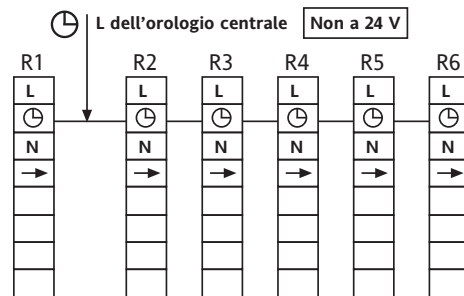 L dell'orologio centrale Non a 24 V
R1 R2 R3 R4 R5 R6
L L L L L L
N N N N N N